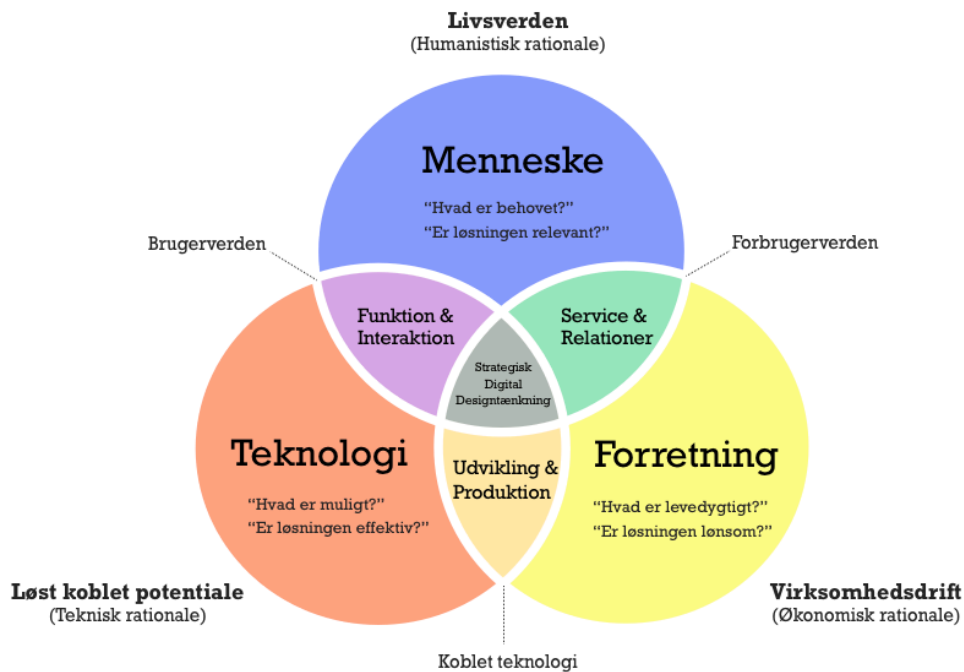 Livsverden
(Humanistisk rationale)
Menneske
“Hvad er behovet?”
“Er løsningen relevant?”
Brugerverden
Forbrugerverden
Funktion &
Interaktion
Service &
Relationer
Strategisk
Digital
Designtænkning
Teknologi
“Hvad er muligt?”
“Er løsningen effektiv?”
Udvikling &
Produktion
Forretning
“Hvad er levedygtigt?”
“Er løsningen lønsom?”
Løst koblet potentiale
(Teknisk rationale)
Virksomhedsdrift
(Økonomisk rationale)
Koblet teknologi